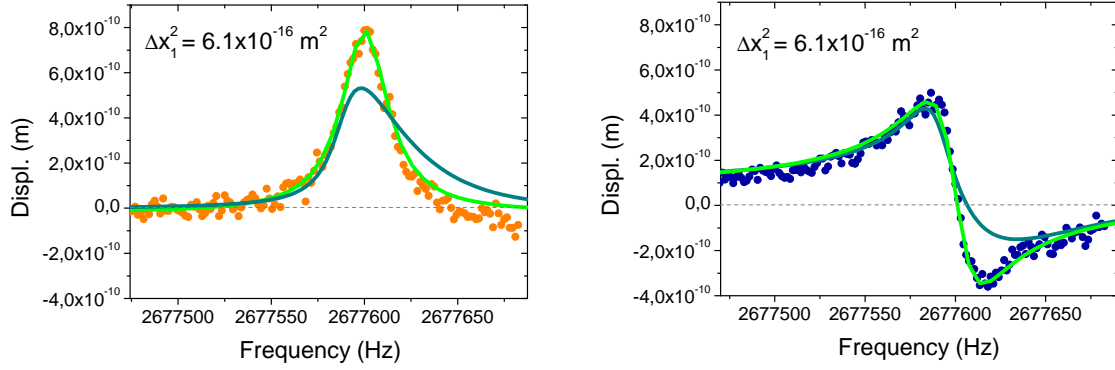 Δx₁² = 6.1x10⁻¹⁶ m²
8,0x10⁻¹⁰
6,0x10⁻¹⁰
4,0x10⁻¹⁰
2,0x10⁻¹⁰
0,0
-2,0x10⁻¹⁰
-4,0x10⁻¹⁰
Displ. (m)
2677500 2677550 2677600 2677650
Frequency (Hz)
Δx₁² = 6.1x10⁻¹⁶ m²
8,0x10⁻¹⁰
6,0x10⁻¹⁰
4,0x10⁻¹⁰
2,0x10⁻¹⁰
0,0
-2,0x10⁻¹⁰
-4,0x10⁻¹⁰
Displ. (m)
2677500 2677550 2677600 2677650
Frequency (Hz)